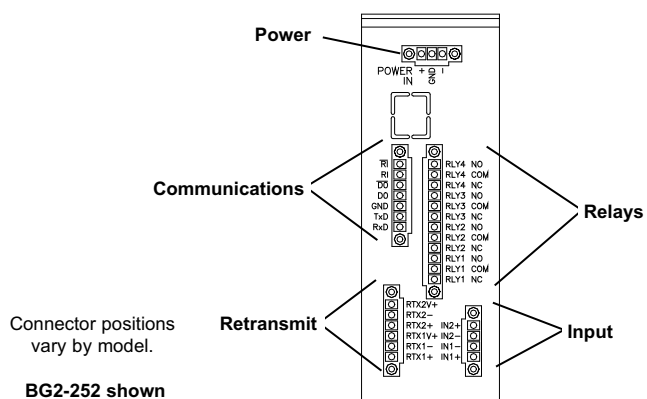 Power
POWER IN
+
GND
−
Communications
R̅I̅
RI
D̅O̅
DO
GND
TxD
RxD
RLY4 NO
RLY4 COM
RLY4 NC
RLY3 NO
RLY3 COM
RLY3 NC
RLY2 NO
RLY2 COM
RLY2 NC
RLY1 NO
RLY1 COM
RLY1 NC
Relays
Retransmit
RTX2V+
RTX2−
RTX2+
RTX1V+
RTX1−
RTX1+
IN2+
IN2−
IN1−
IN1+
Input
Connector positions
vary by model.
BG2-252 shown